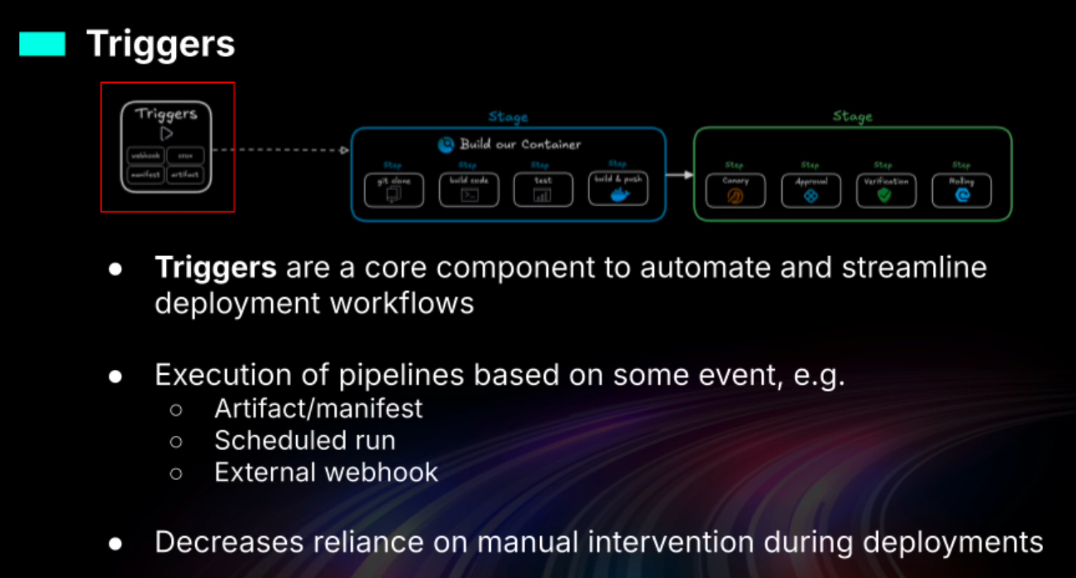 Triggers
Triggers
webhook cron
manifest artifact
Stage
Build our Container
Step Step Step Step
git clone build code test build & push
Stage
Step Step Step Step
Canary Approval Verification Rolling
● Triggers are a core component to automate and streamline
deployment workflows
● Execution of pipelines based on some event, e.g.
○ Artifact/manifest
○ Scheduled run
○ External webhook
● Decreases reliance on manual intervention during deployments